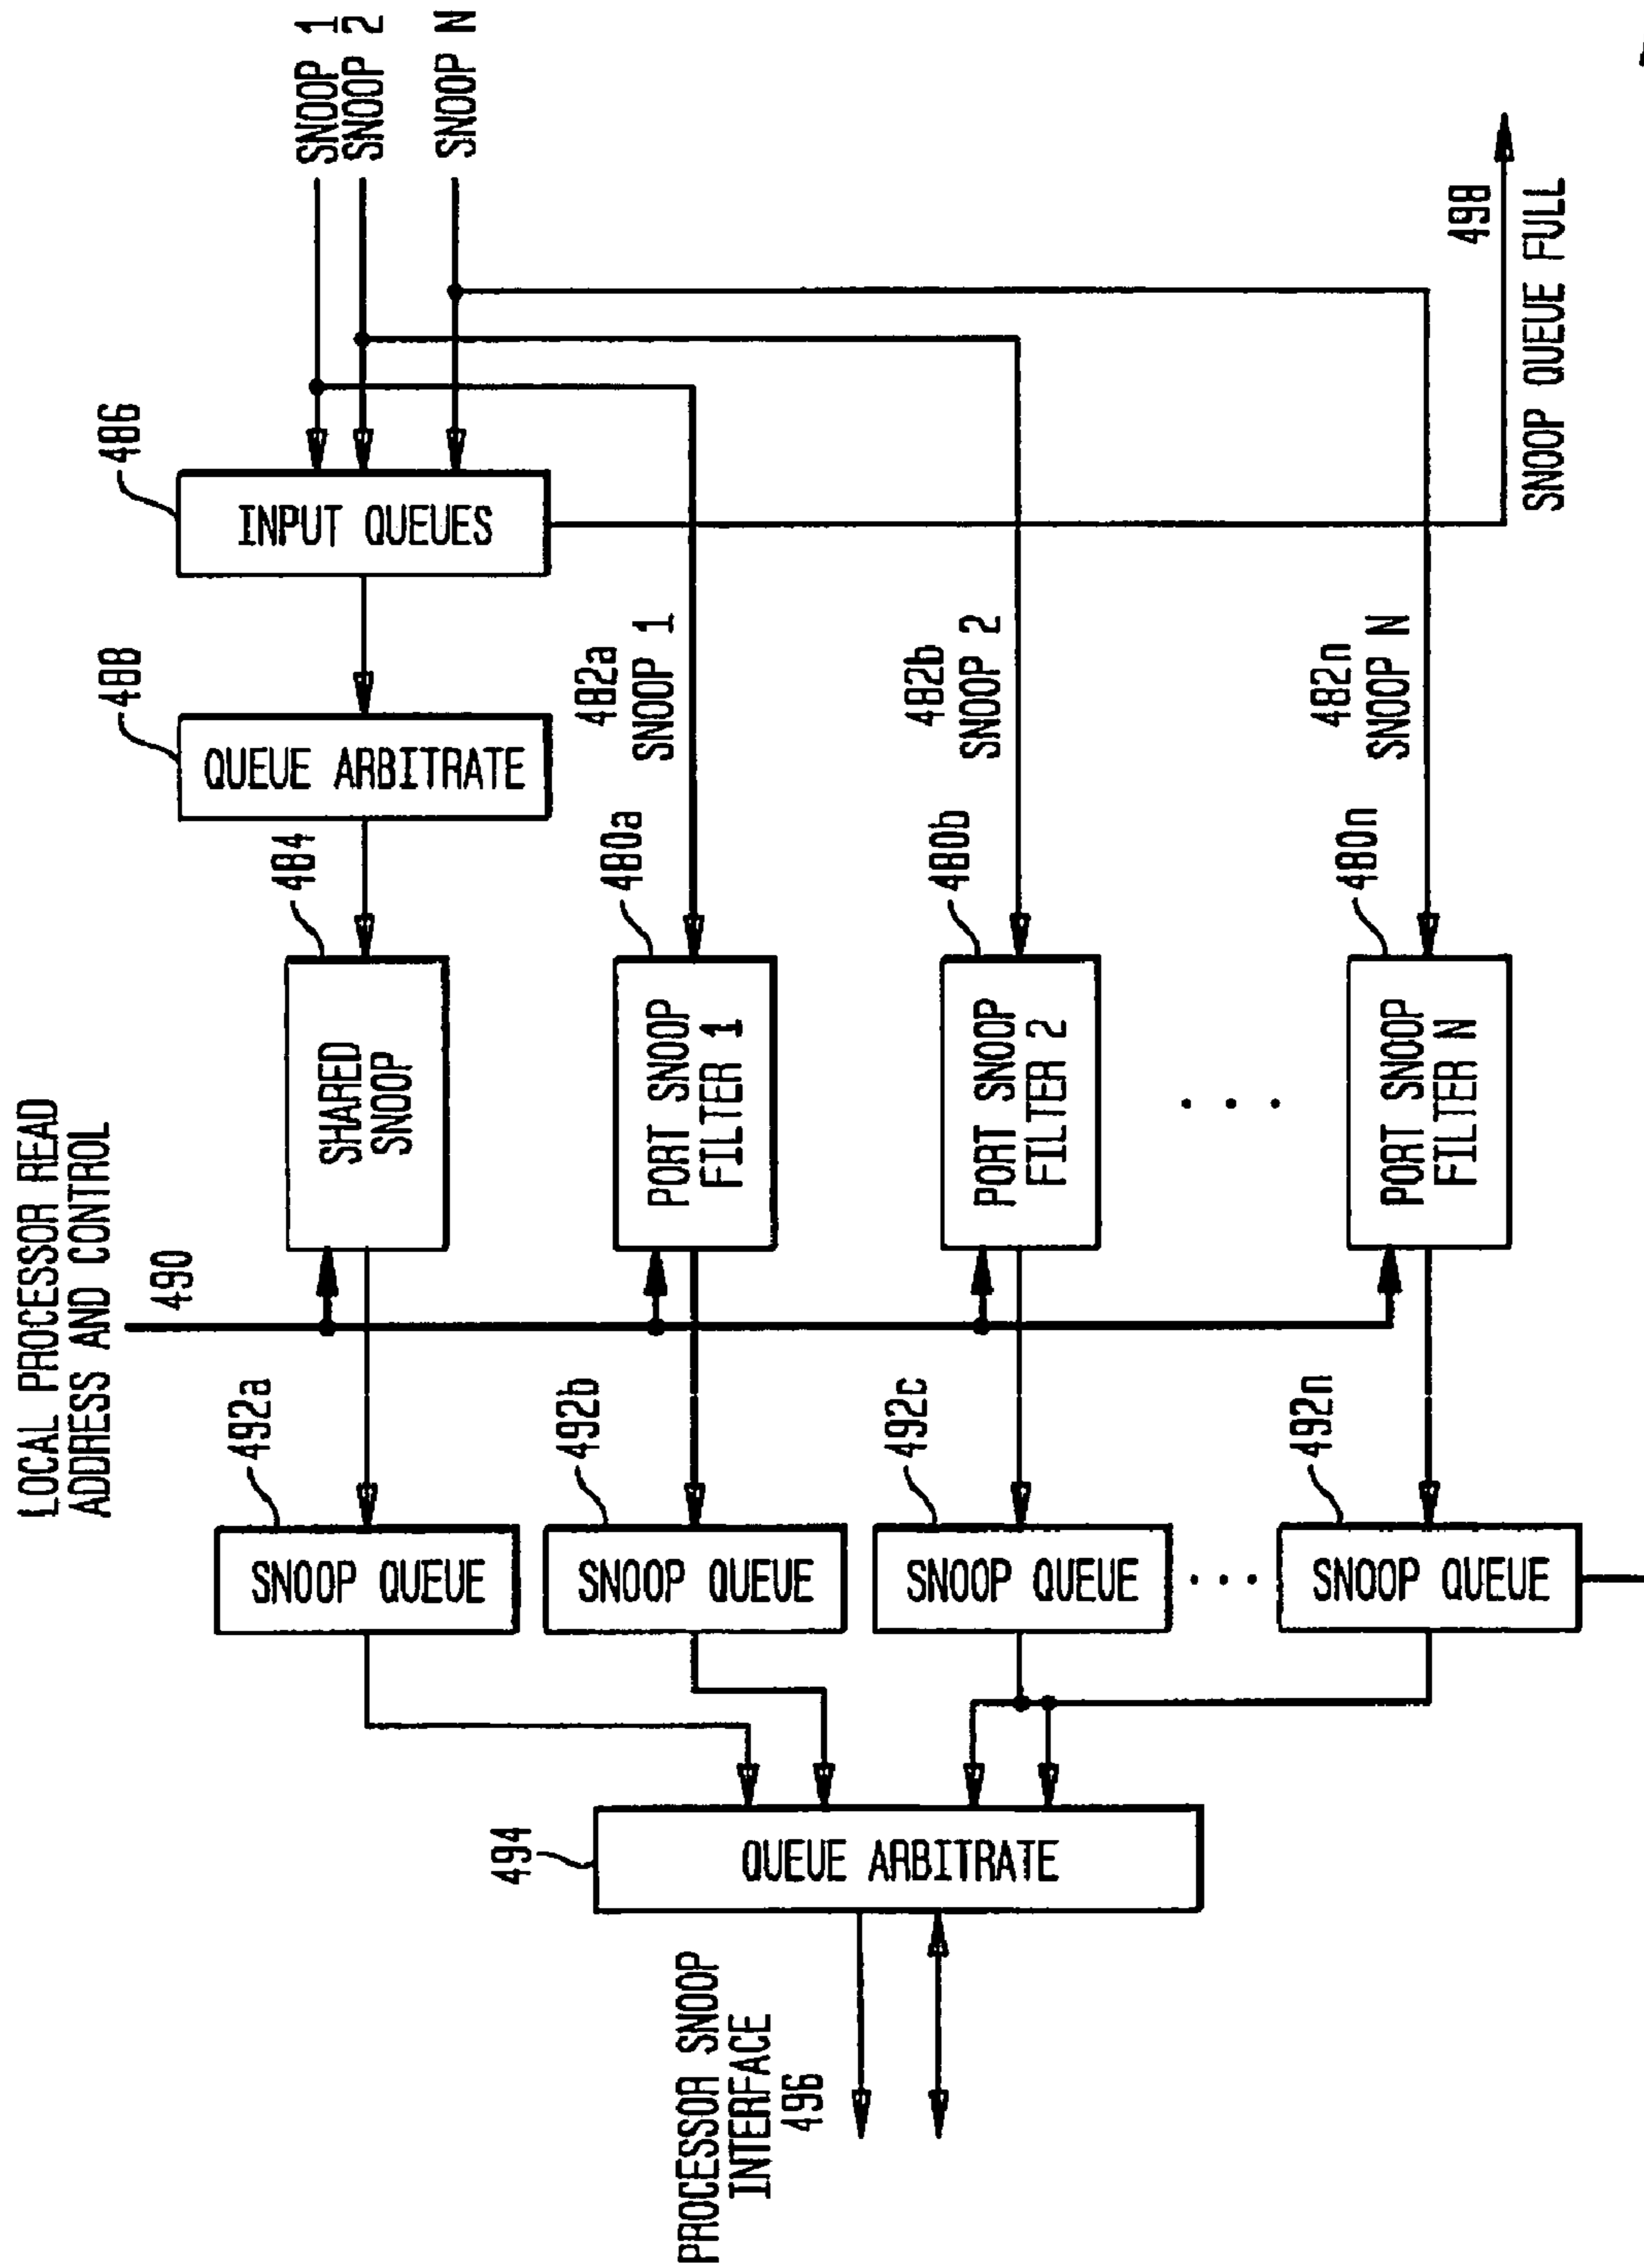 SNOOP 1
SNOOP 2
SNOOP N
486
INPUT QUEUES
498
SNOOP QUEUE FULL
488
QUEUE ARBITRATE
482a
SNOOP 1
482b
SNOOP 2
482n
SNOOP N
484
SHARED
SNOOP
480a
PORT SNOOP
FILTER 1
480b
PORT SNOOP
FILTER 2
. . .
480n
PORT SNOOP
FILTER N
LOCAL PROCESSOR READ
ADDRESS AND CONTROL
490
492a
SNOOP QUEUE
492b
SNOOP QUEUE
492c
SNOOP QUEUE
. . .
492n
SNOOP QUEUE
494
QUEUE ARBITRATE
PROCESSOR SNOOP
INTERFACE
496